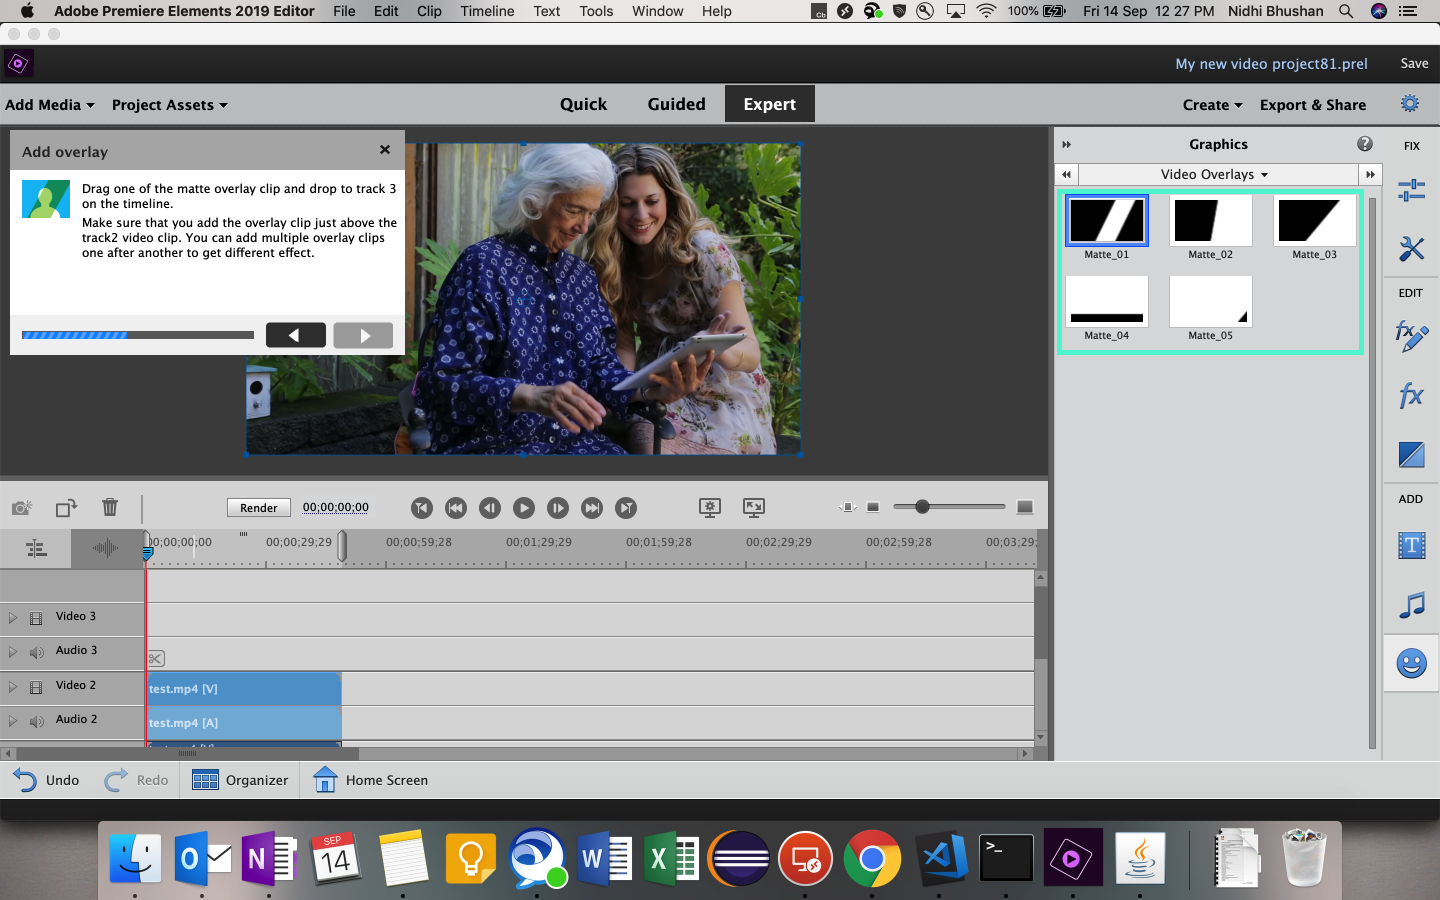 Adobe Premiere Elements 2019 Editor File Edit Clip Timeline Text Tools Window Help
100% Fri 14 Sep 12 27 PM Nidhi Bhushan
My new video project81.prel Save
Add Media Project Assets Quick Guided Expert Create Export & Share
Add overlay
Drag one of the matte overlay clip and drop to track 3
on the timeline.
Make sure that you add the overlay clip just above the
track2 video clip. You can add multiple overlay clips
one after another to get different effect.
Graphics
Video Overlays
Matte_01 Matte_02 Matte_03
Matte_04 Matte_05
FIX
EDIT
fx
ADD
T
Render 00;00;00;00
00;00;00;00 00;00;29;29 00;00;59;28 00;01;29;29 00;01;59;28 00;02;29;29 00;02;59;28 00;03;29;
Video 3
Audio 3
Video 2 test.mp4 [V]
Audio 2 test.mp4 [A]
Undo Redo Organizer Home Screen
SEP
14
O
N
W
X
>_